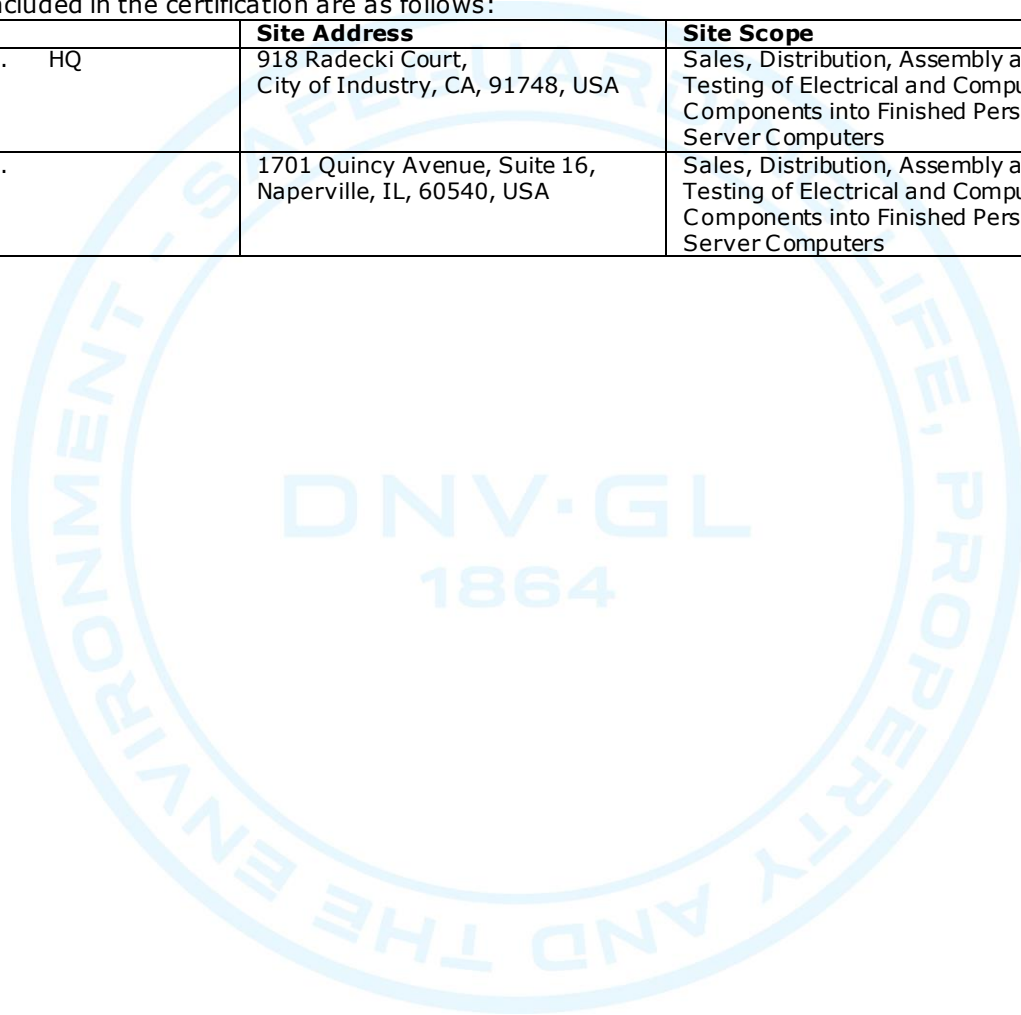 included in the certification are as follows:
Site Address Site Scope
. HQ 918 Radecki Court, Sales, Distribution, Assembly a
City of Industry, CA, 91748, USA Testing of Electrical and Compu
Components into Finished Pers
Server Computers
. 1701 Quincy Avenue, Suite 16, Sales, Distribution, Assembly a
Naperville, IL, 60540, USA Testing of Electrical and Compu
Components into Finished Pers
Server Computers
SAFEGUARDING LIFE, PROPERTY AND THE ENVIRONMENT –
DNV·GL
1864